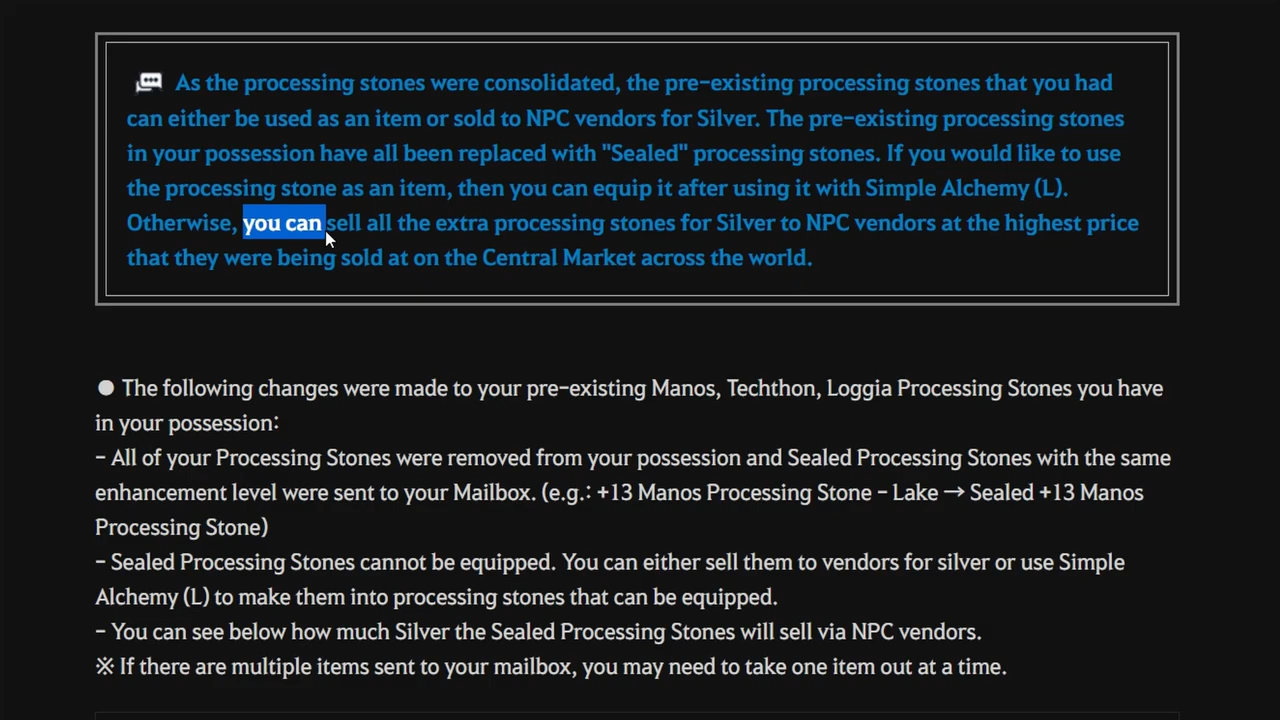 As the processing stones were consolidated, the pre-existing processing stones that you had
can either be used as an item or sold to NPC vendors for Silver. The pre-existing processing stones
in your possession have all been replaced with "Sealed" processing stones. If you would like to use
the processing stone as an item, then you can equip it after using it with Simple Alchemy (L).
Otherwise, you can sell all the extra processing stones for Silver to NPC vendors at the highest price
that they were being sold at on the Central Market across the world.
● The following changes were made to your pre-existing Manos, Techthon, Loggia Processing Stones you have
in your possession:
- All of your Processing Stones were removed from your possession and Sealed Processing Stones with the same
enhancement level were sent to your Mailbox. (e.g.: +13 Manos Processing Stone - Lake → Sealed +13 Manos
Processing Stone)
- Sealed Processing Stones cannot be equipped. You can either sell them to vendors for silver or use Simple
Alchemy (L) to make them into processing stones that can be equipped.
- You can see below how much Silver the Sealed Processing Stones will sell via NPC vendors.
※ If there are multiple items sent to your mailbox, you may need to take one item out at a time.